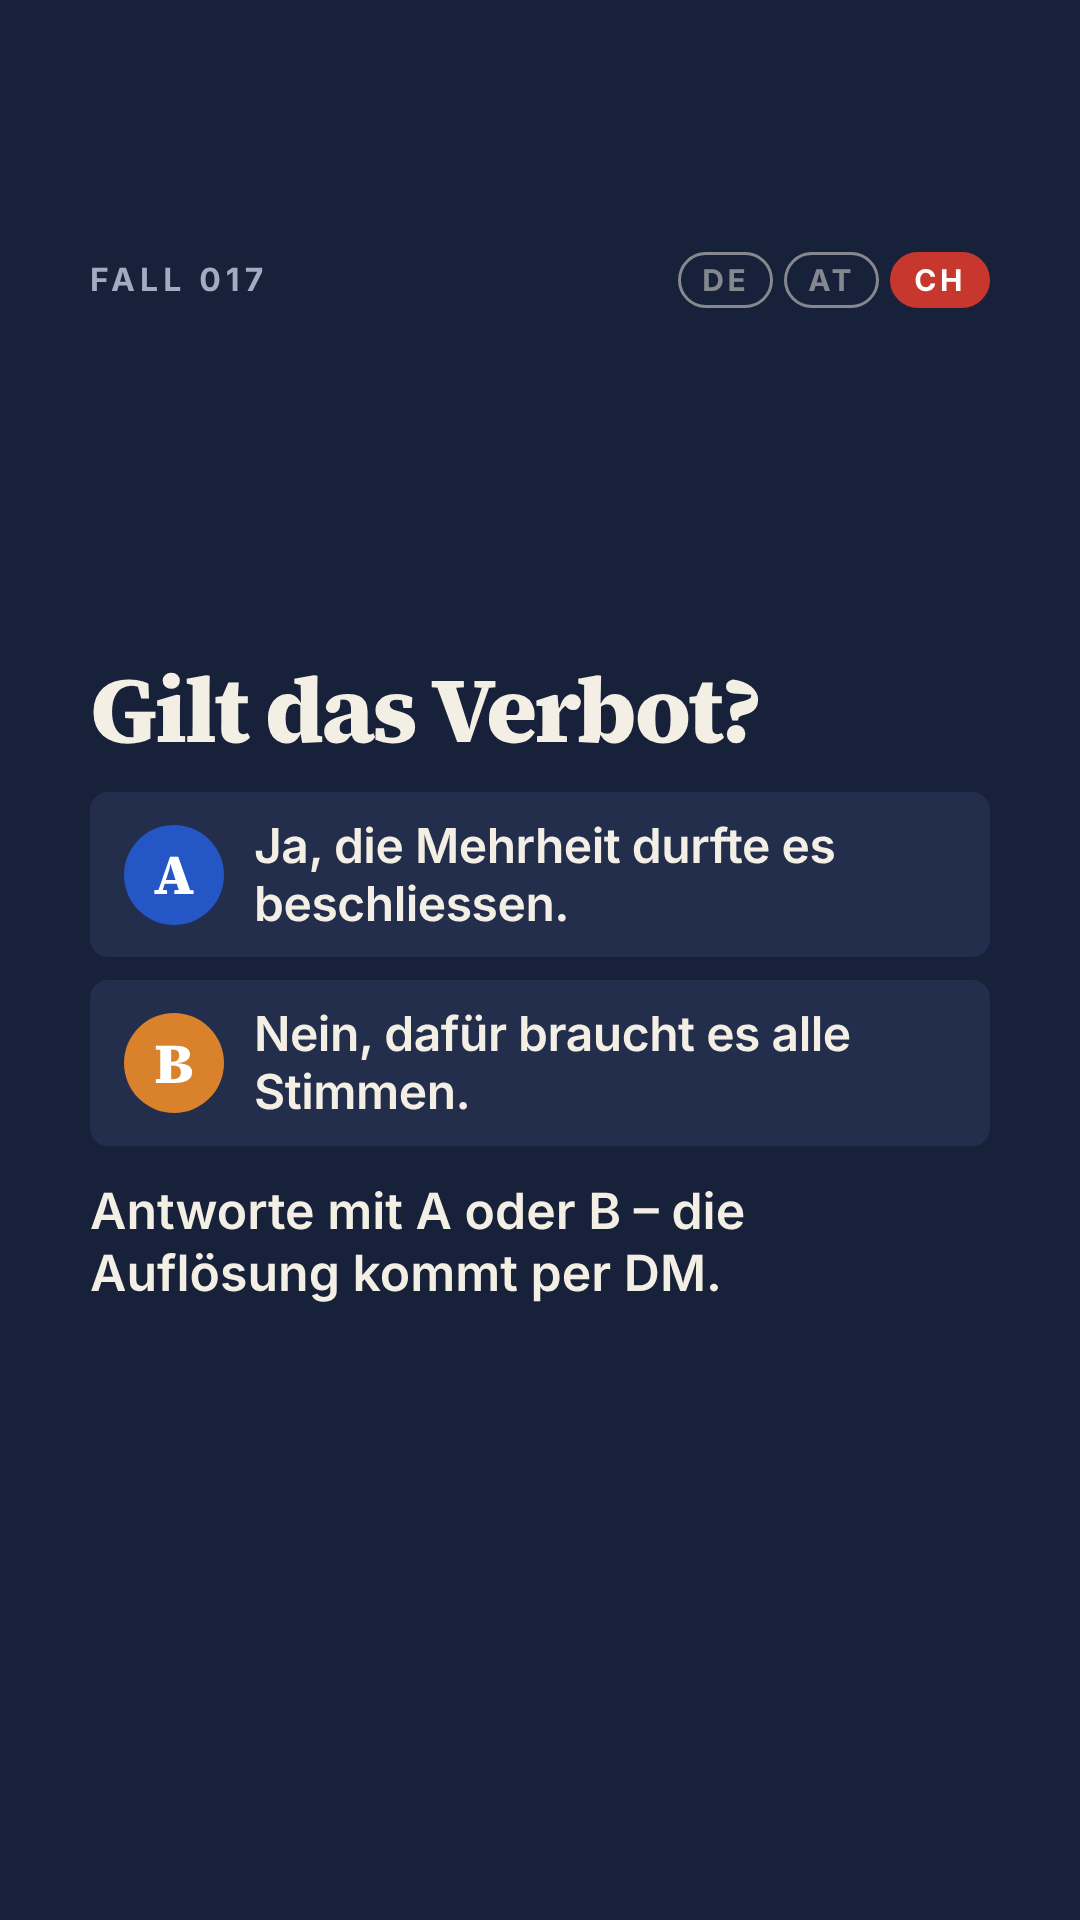 FALL 017
DE AT CH
Gilt das Verbot?
A
Ja, die Mehrheit durfte es
beschliessen.
B
Nein, dafür braucht es alle
Stimmen.
Antworte mit A oder B – die
Auflösung kommt per DM.